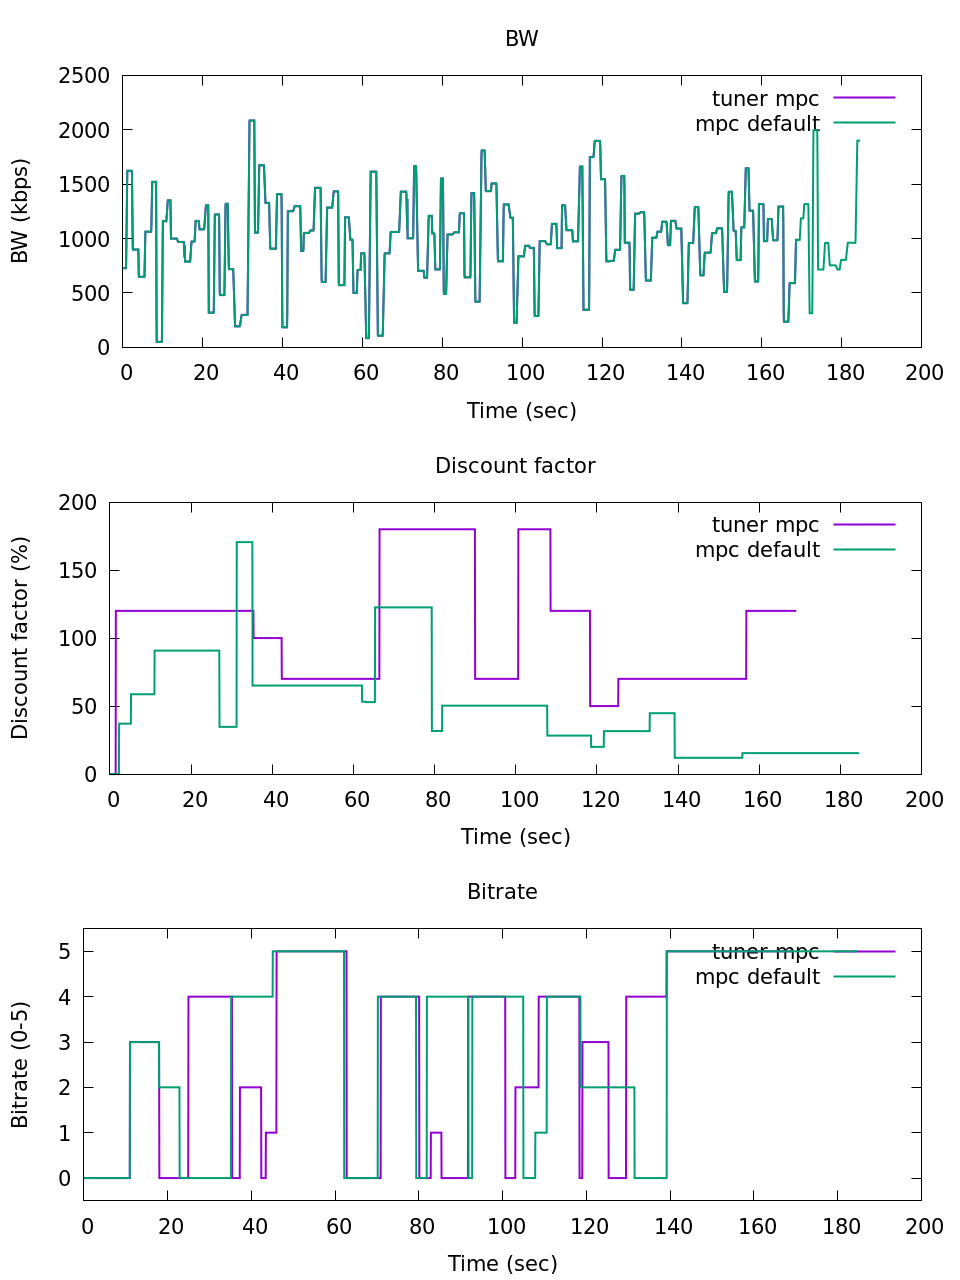 BW
2500
2000
1500
1000
500
0
BW (kbps)
tuner mpc
mpc default
0 20 40 60 80 100 120 140 160 180 200
Time (sec)
Discount factor
200
150
100
50
0
Discount factor (%)
tuner mpc
mpc default
0 20 40 60 80 100 120 140 160 180 200
Time (sec)
Bitrate
5
4
3
2
1
0
Bitrate (0-5)
tuner mpc
mpc default
0 20 40 60 80 100 120 140 160 180 200
Time (sec)